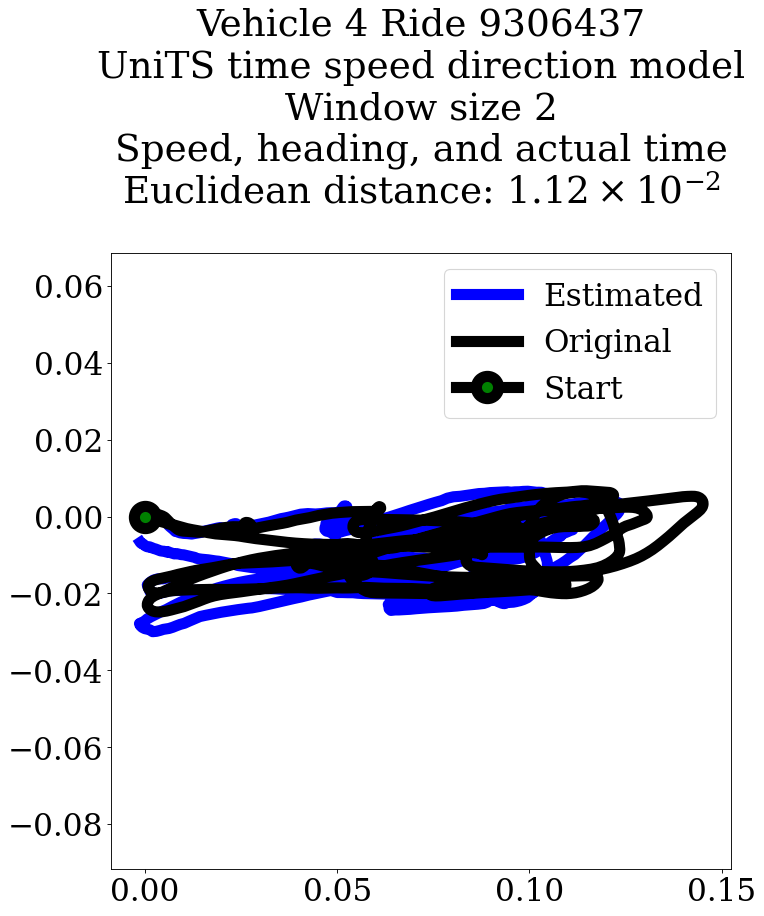 Vehicle 4 Ride 9306437
UniTS time speed direction model
Window size 2
Speed, heading, and actual time
Euclidean distance: 1.12 × 10⁻²
Estimated
Original
Start
0.06
0.04
0.02
0.00
−0.02
−0.04
−0.06
−0.08
0.00 0.05 0.10 0.15